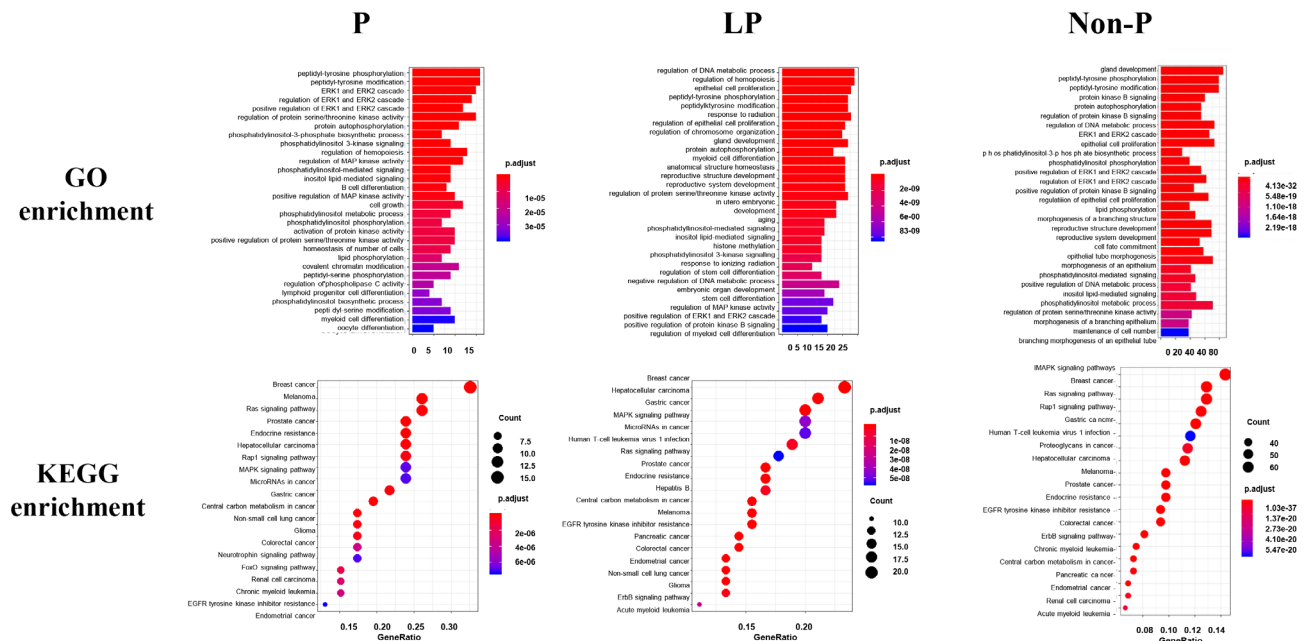 P
LP
Non-P
GO
enrichment
peptidyl-tyrosine phosphorylation
peptidyl-tyrosine modification
ERK1 and ERK2 cascade
regulation of ERK1 and ERK2 cascade
positive regulation of ERK1 and ERK2 cascade
regulation of protein serine/threonine kinase activity
protein autophosphorylation
phosphatidylinositol-3-phosphate biosynthetic process
phosphatidylinositol 3-kinase signaling
regulation of hemopoiesis
regulation of MAP kinase activity
phosphatidylinositol-mediated signaling
inositol lipid-mediated signaling
B cell differentiation
positive regulation of MAP kinase activity
cell growth
phosphatidylinositol metabolic process
phosphatidylinositol phosphorylation
activation of protein kinase activity
positive regulation of protein serine/threonine kinase activity
homeostasis of number of cells
lipid phosphorylation
covalent chromatin modification
peptidyl-serine phosphorylation
regulation of phospholipase C activity
lymphoid progenitor cell differentiation
phosphatidylinositol biosynthetic process
pepti dyl-serine modification
myeloid cell differentiation
oocyte differentiation
0 5 10 15
p.adjust
1e-05
2e-05
3e-05
regulation of DNA metabolic process
regulation of hemopoiesis
epithelial cell proliferation
peptidyl-tyrosine phosphorylation
peptidylktyrosine modification
response to radiation
regulation of epithelial cell proliferation
regulation of chromosome organization
gland development
protein autophosphorylation
myeloid cell differentiation
anatomical structure homeostasis
reproductive structure development
reproductive system development
regulation of protein serine/threonine kinase activity
in utero embryonic
development
aging
phosphatidylinositol-mediated signaling
inositol lipid-mediated signaling
histone methylation
phosphatidylinositol 3-kinase signalling
response to ionizing radiation
regulation of stem cell differentiation
negative regulation of DNA metabolic process
embryonic organ development
stem cell differentiation
regulation of MAP kinase activity
positive regulation of ERK1 and ERK2 cascade
positive regulation of protein kinase B signaling
regulation of myeloid cell differentiation
0 5 10 15 20 25
p.adjust
2e-09
4e-09
6e-00
83-09
gland development
peptidyl-tyrosine phosphorylation
peptidyl-tyrosine modification
protein kinase B signaling
protein autophosphorylation
regulation of protein kinase B signaling
regulation of DNA metabolic process
ERK1 and ERK2 cascade
epithelial cell proliferation
p h os phatidylinositol-3-p hos ph ate biosynthetic process
phosphatidylinositol phosphorylation
positive regulation of ERK1 and ERK2 cascade
regulation of ERK1 and ERK2 cascade
positive regulation of protein kinase B signaling
regulatiion of epithelial cell proliferation
lipid phosphorylation
morphogenesis of a branching structure
reproductive structure development
reproductive system development
cell fate commitment
epithelial tube morphogenesis
morphogenesis of an epithelium
phosphatidylinositol mediated signaling
positive regulation of DNA metabolic process
inositol lipid-mediated signaling
phosphatidylinositol metabolic process
regulation of protein serine/threonine kinase activity
morphogenesis of a branching epithelium
maintenance of cell number
branching morphogenesis of an epithelial tube
0 20 40 60 80
p.adjust
4.13e-32
5.48e-19
1.10e-18
1.64e-18
2.19e-18
KEGG
enrichment
Breast cancer
Melanoma
Ras signaling pathway
Prostate cancer
Endocrine resistance
Hepatocellular carcinoma
Rap1 signaling pathway
MAPK signaling pathway
MicroRNAs in cancer
Gastric cancer
Central carbon metabolism in cancer
Non-small cell lung cancer
Glioma
Colorectal cancer
Neurotrophin signaling pathway
FoxO signaling pathway
Renal cell carcinoma
Chronic myeloid leukemia
EGFR tyrosine kinase inhibitor resistance
Endometrial cancer
0.15 0.20 0.25 0.30
GeneRatio
Count
7.5
10.0
12.5
15.0
p.adjust
2e-06
4e-06
6e-06
Breast cancer
Hepatocellular carcinoma
Gastric cancer
MAPK signaling pathway
MicroRNAs in cancer
Human T-cell leukemia virus 1 infection
Ras signaling pathway
Prostate cancer
Endocrine resistance
Hepatitis B
Central carbon metabolism in cancer
Melanoma
EGFR tyrosine kinase inhibitor resistance
Pancreatic cancer
Colorectal cancer
Endometrial cancer
Non-small cell lung cancer
Glioma
ErbB signaling pathway
Acute myeloid leukemia
0.15 0.20
GeneRatio
p.adjust
1e-08
2e-08
3e-08
4e-08
5e-08
Count
10.0
12.5
15.0
17.5
20.0
IMAPK signaling pathways
Breast cancer
Ras signaling pathway
Rap1 signaling pathway
Gastric ca ncer
Human T-cell leukemia virus 1 infection
Proteoglycans in cancer
Hepatocellular carcinoma
Melanoma
Prostate cancer
Endocrine resistance
EGFR tyrosine kinase inhibitor resistance
Colorectal cancer
ErbB signaling pathway
Chronic myeloid leukemia
Central carbon metabolism in cancer
Pancreatic ca ncer
Endometrial cancer
Renal cell carcinoma
Acute myeloid leukemia
0.08 0.10 0.12 0.14
GeneRatio
Count
40
50
60
p.adjust
1.03e-37
1.37e-20
2.73e-20
4.10e-20
5.47e-20